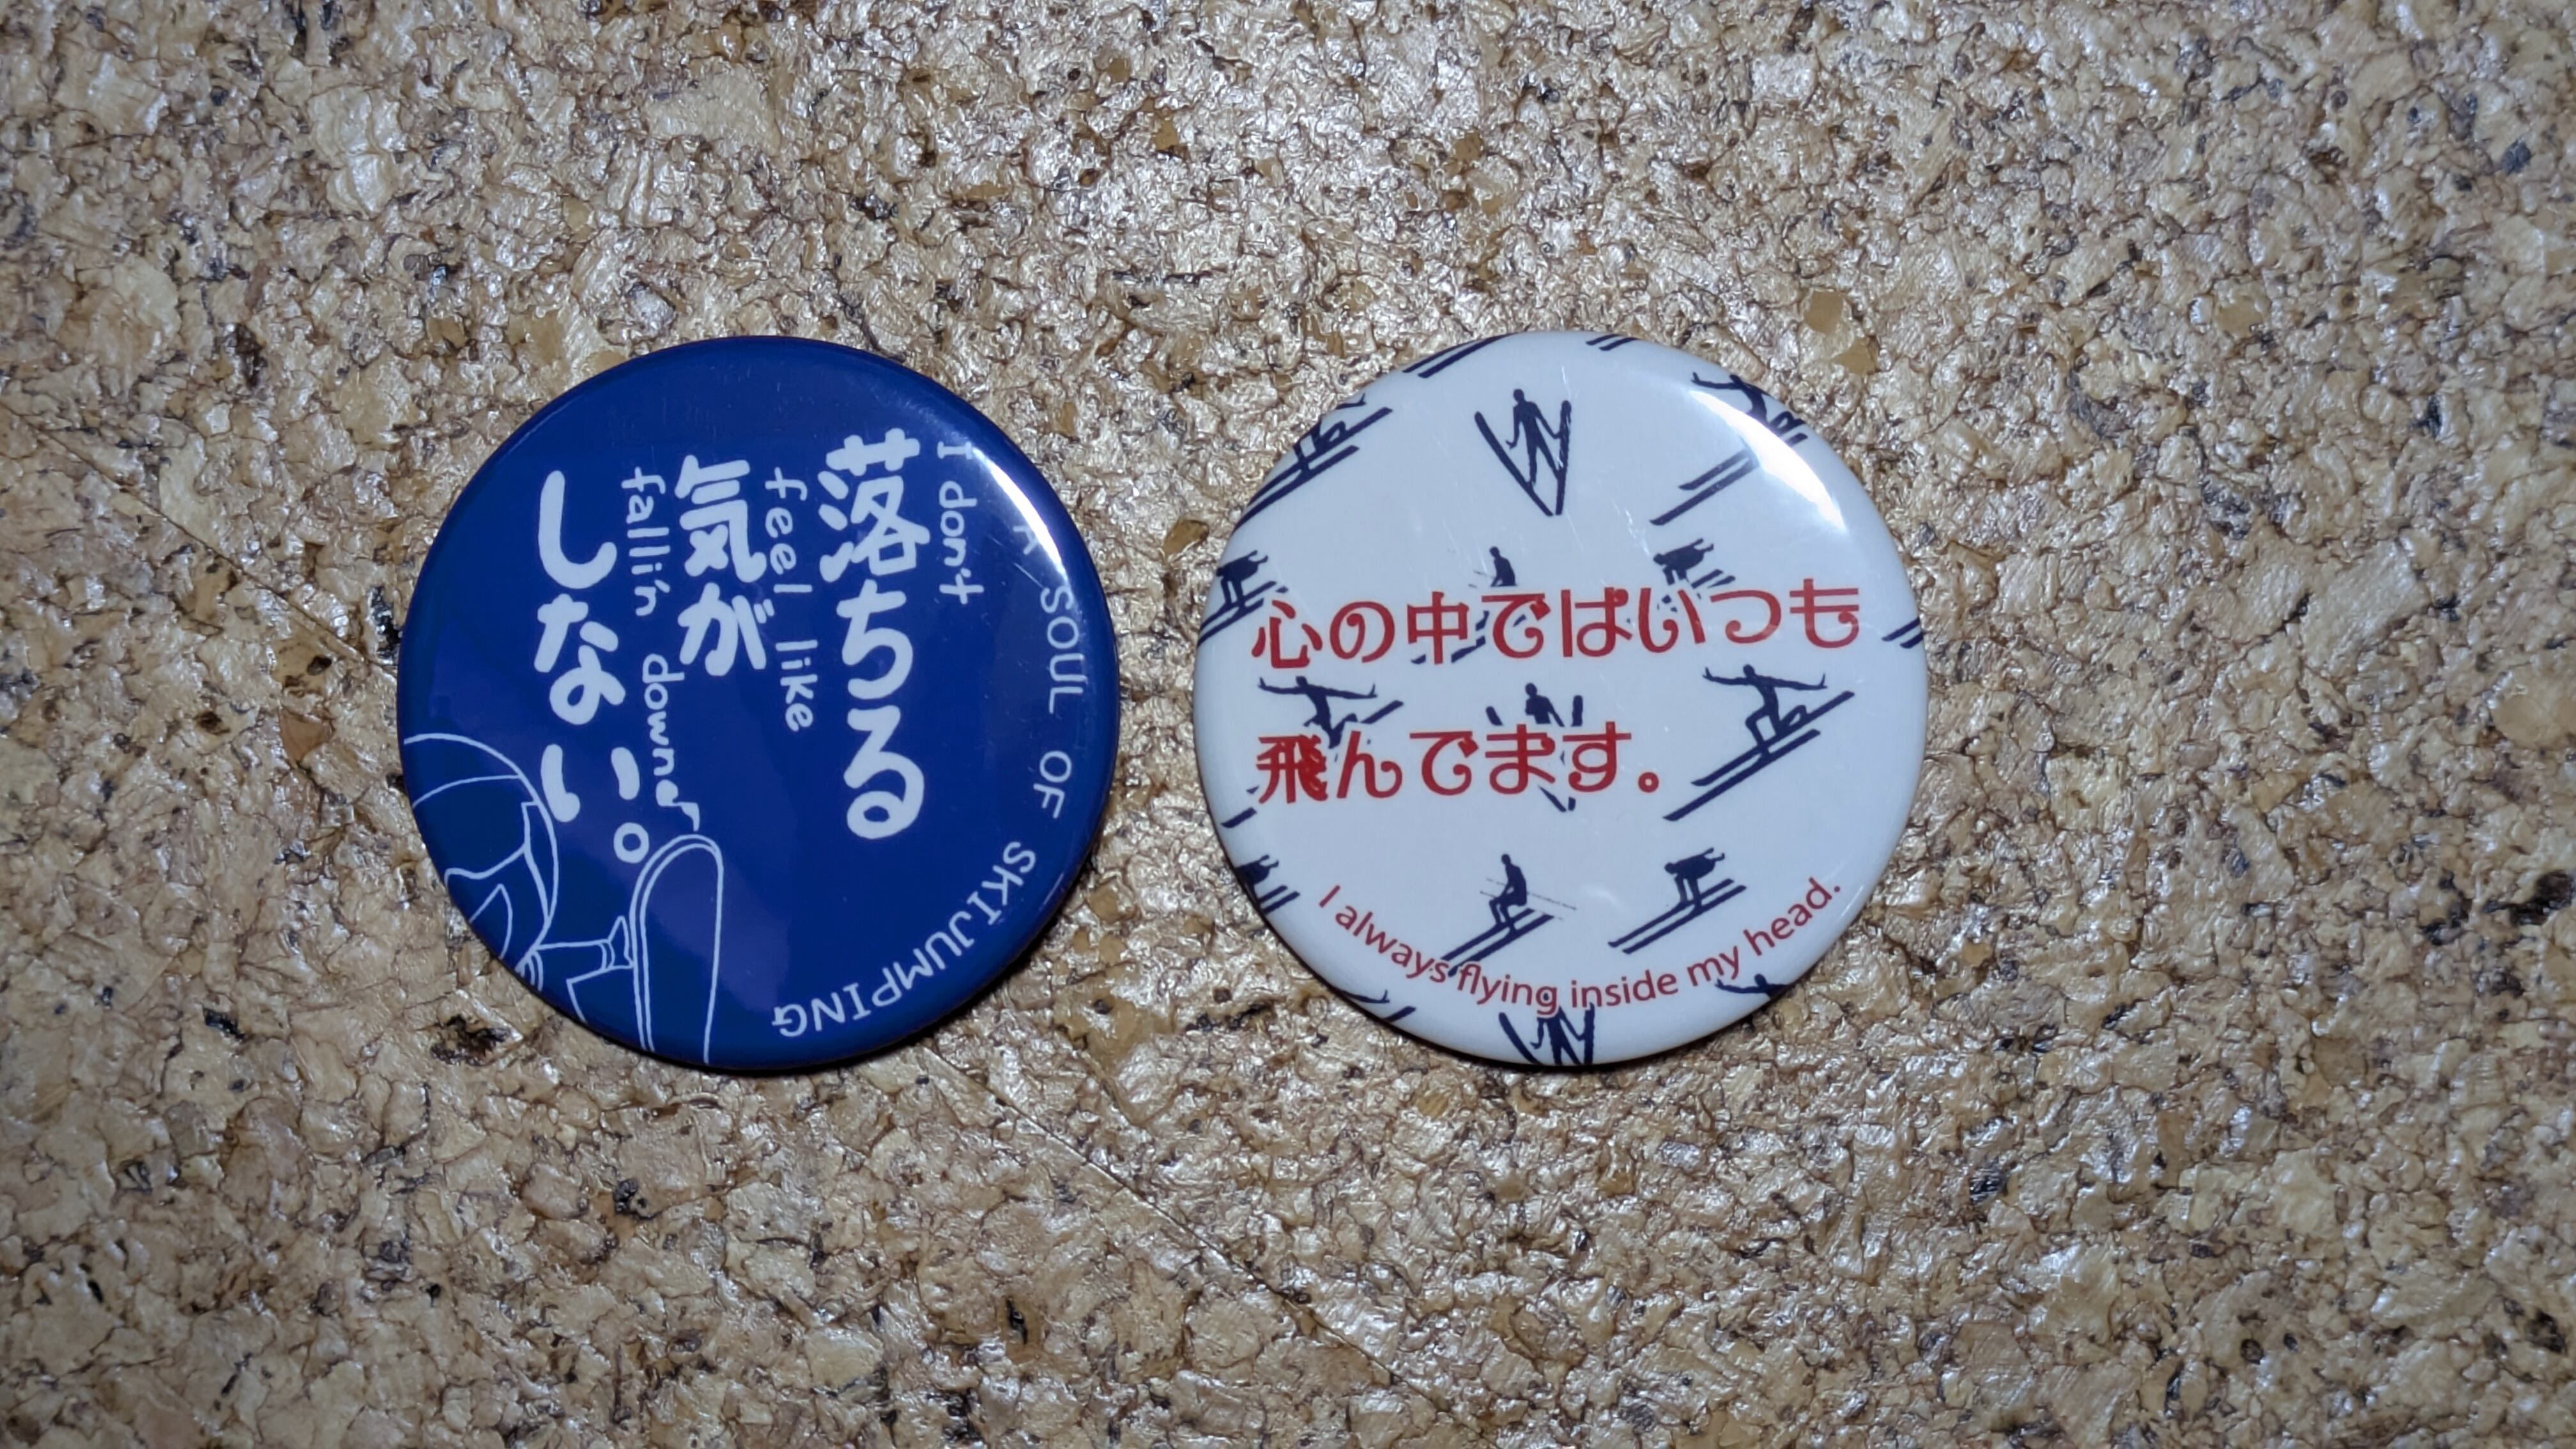 A SOUL OF SKIJUMPING
I don't
落ちる
feel like
気が
fallin' down
しない。
心の中ではいつも
飛んでます。
I always flying inside my head.